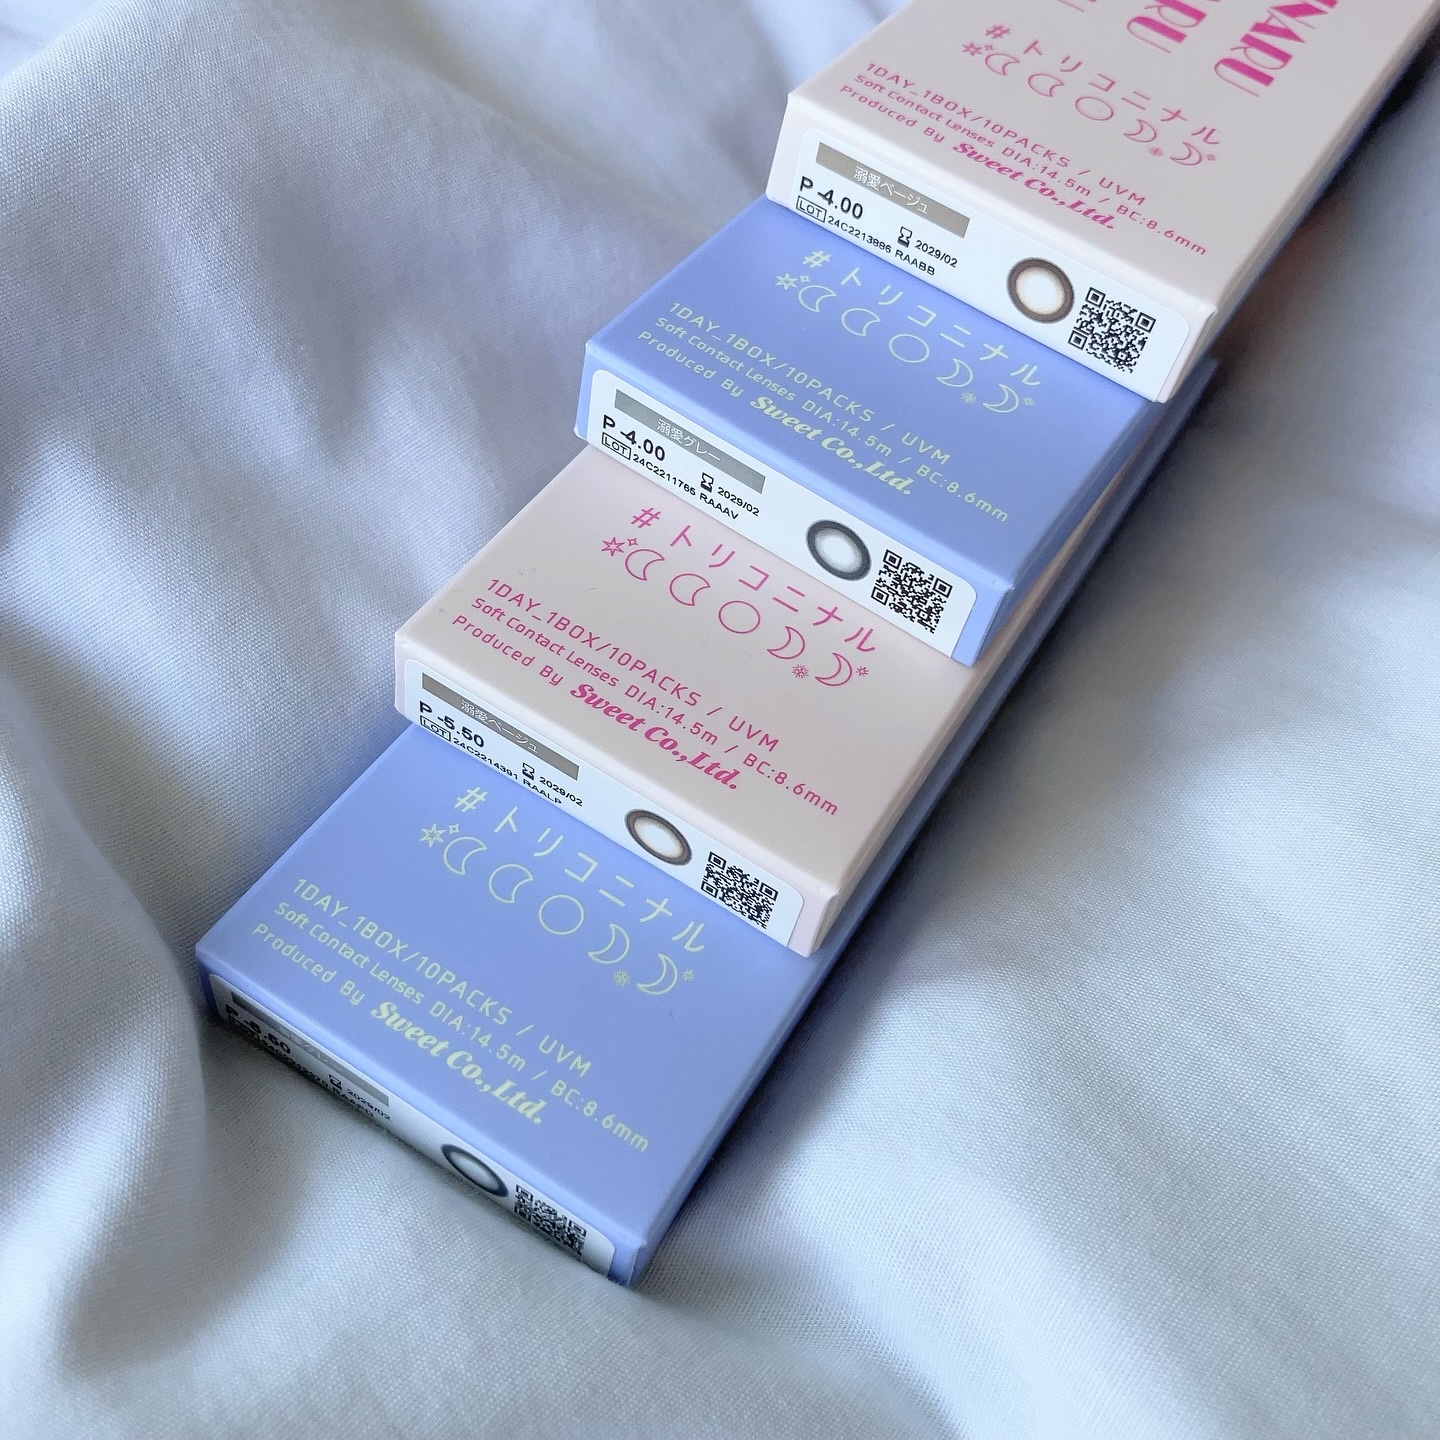 NARU
RU
# トリコニナル
1DAY_1BOX/10PACKS / UVM
Soft Contact Lenses DIA:14.5m / BC:8.6mm
Produced By Sweet Co.,Ltd.
溺愛ベージュ
P -4.00
LOT 24C2213886 RAABB
2029/02
# トリコニナル
1DAY_1BOX/10PACKS / UVM
Soft Contact Lenses DIA:14.5m / BC:8.6mm
Produced By Sweet Co.,Ltd.
溺愛グレー
P -4.00
LOT 24C2211765 RAAAV
2029/02
# トリコニナル
1DAY_1BOX/10PACKS / UVM
Soft Contact Lenses DIA:14.5m / BC:8.6mm
Produced By Sweet Co.,Ltd.
溺愛ベージュ
P -5.50
LOT 24C2214391 RAALP
2029/02
# トリコニナル
1DAY_1BOX/10PACKS / UVM
Soft Contact Lenses DIA:14.5m / BC:8.6mm
Produced By Sweet Co.,Ltd.
LOT
2029/02